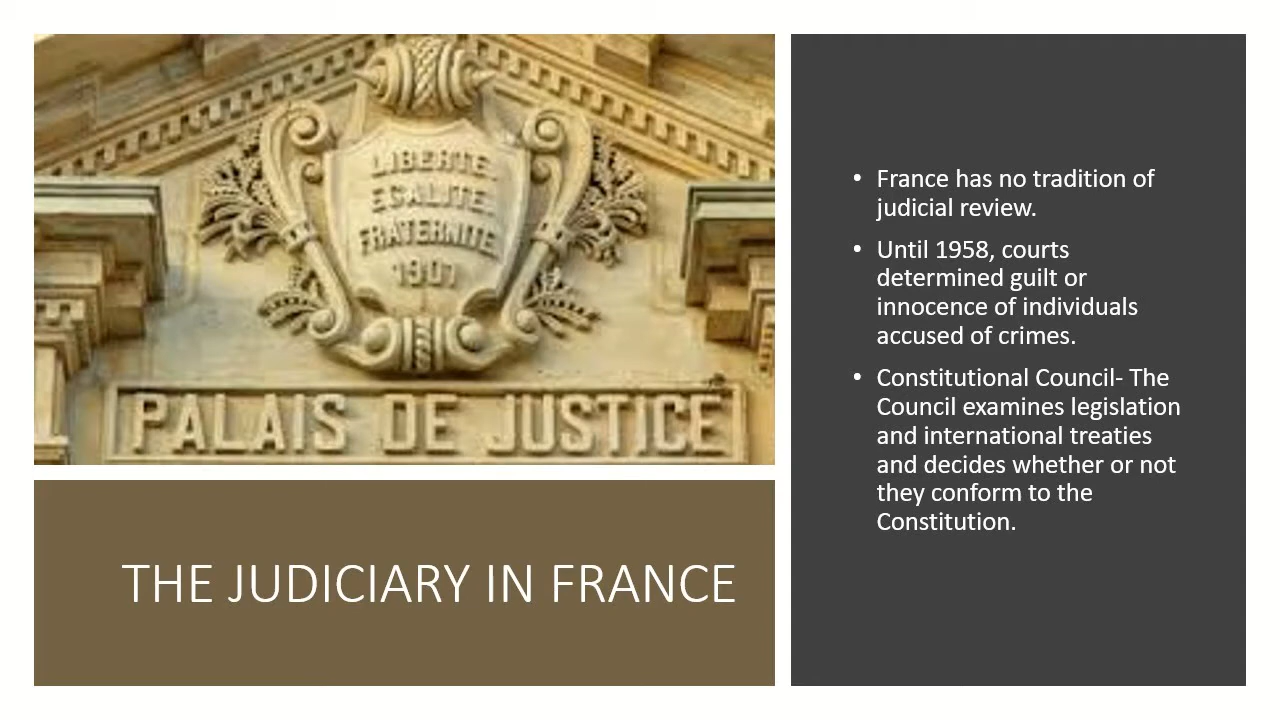 LIBERTE.
EGALITE.
FRATERNITE.
1901
PALAIS DE JUSTICE
THE JUDICIARY IN FRANCE
• France has no tradition of
judicial review.
• Until 1958, courts
determined guilt or
innocence of individuals
accused of crimes.
• Constitutional Council- The
Council examines legislation
and international treaties
and decides whether or not
they conform to the
Constitution.